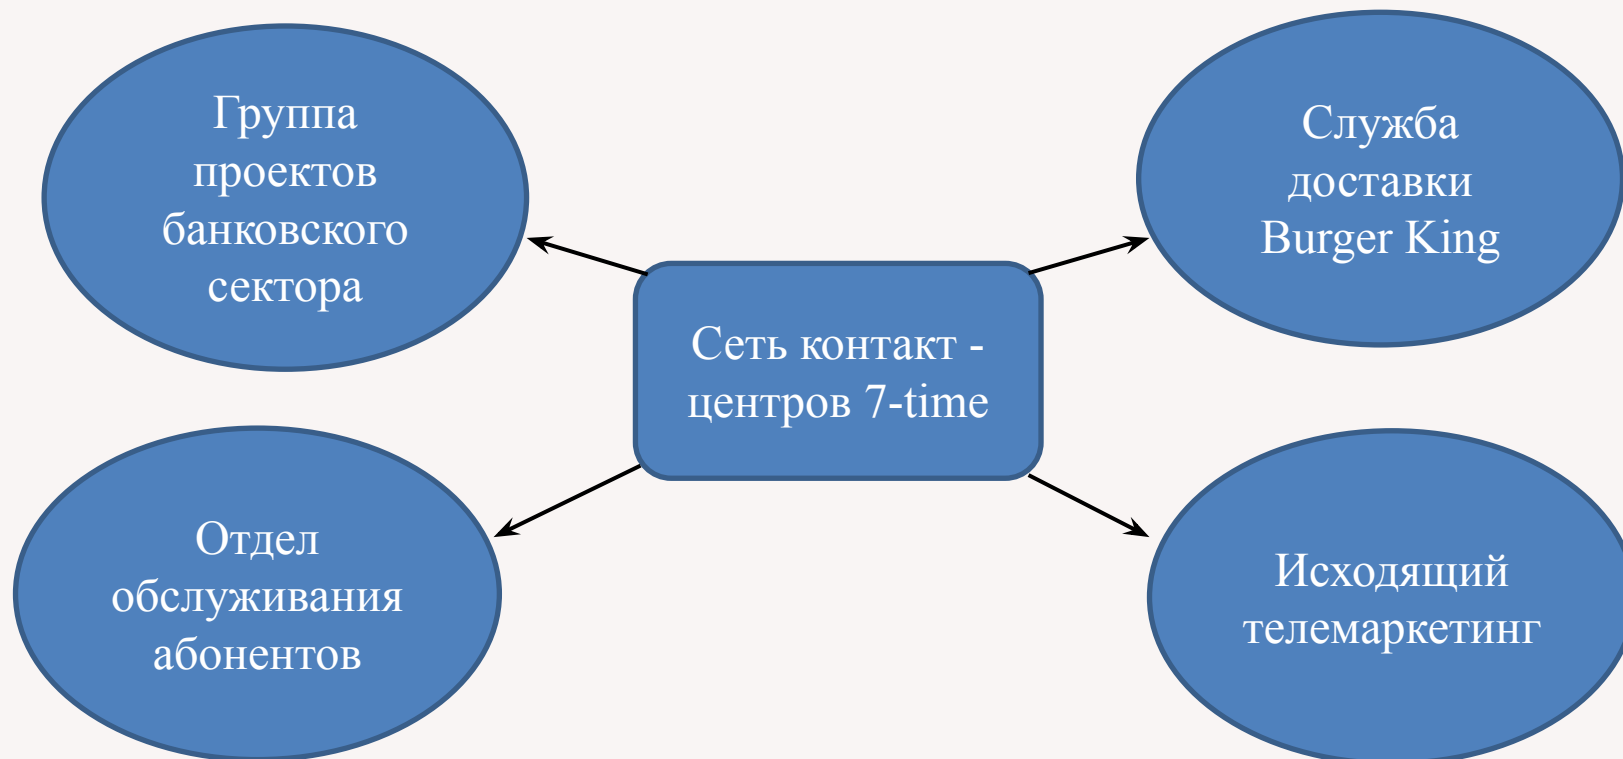 Группа
проектов
банковского
сектора
Служба
доставки
Burger King
Сеть контакт -
центров 7-time
Отдел
обслуживания
абонентов
Исходящий
телемаркетинг